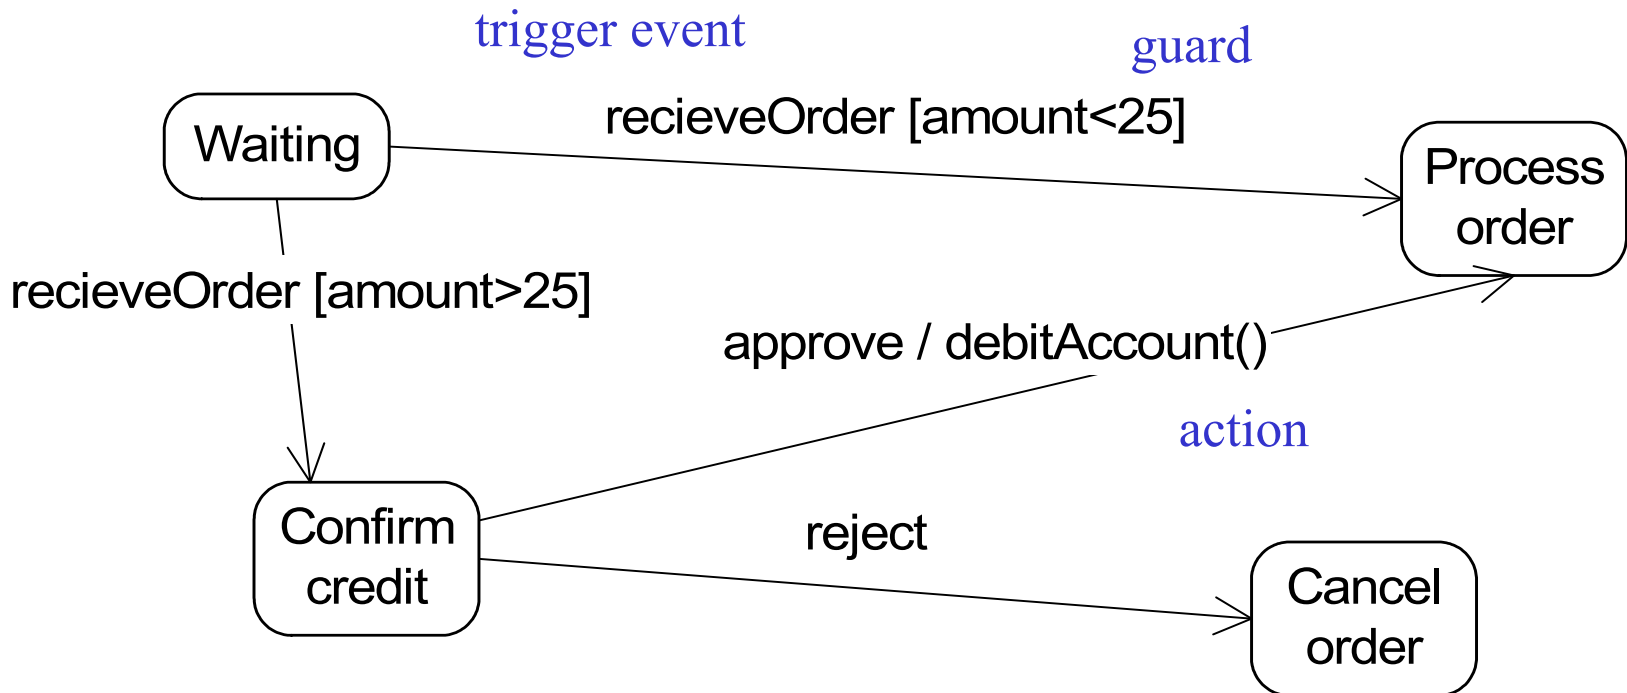 trigger event
guard
recieveOrder [amount<25]
Waiting
Process
order
recieveOrder [amount>25]
approve / debitAccount()
action
Confirm
credit
reject
Cancel
order